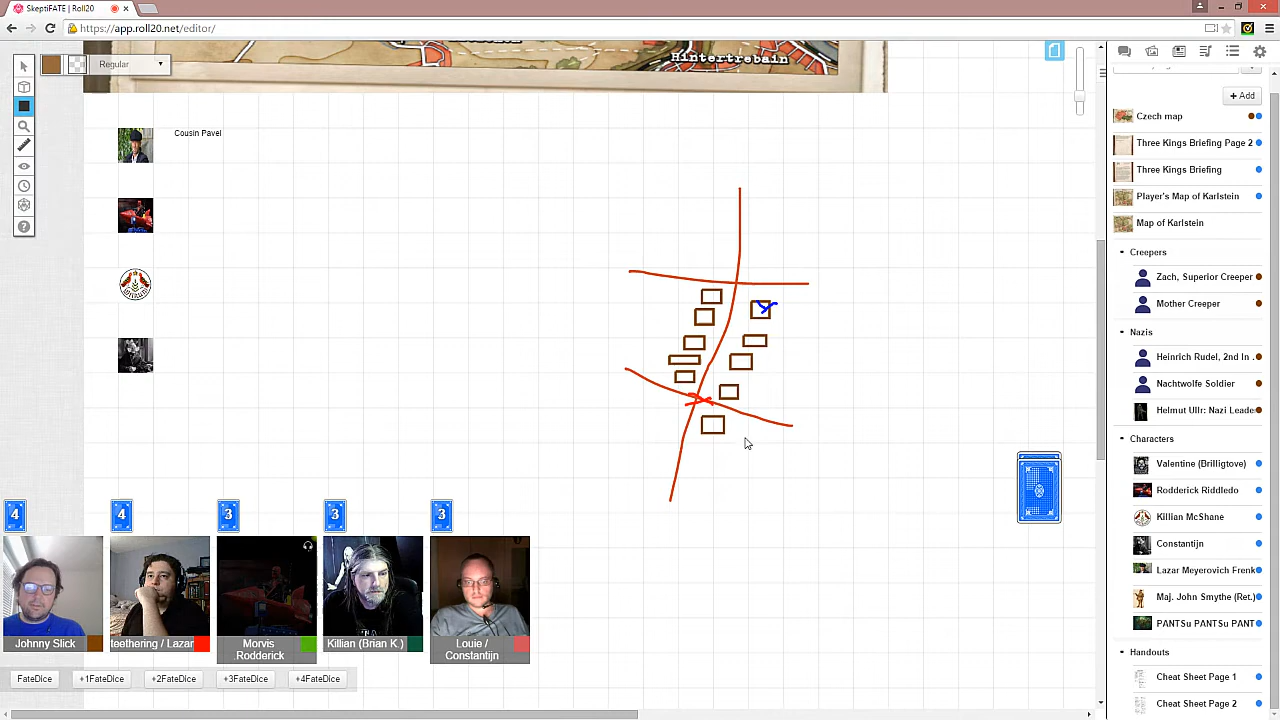 SkeptiFATE | Roll20
https://app.roll20.net/editor/
Regular
Hintertrebain
Cousin Pavel
+ Add
Czech map
Three Kings Briefing Page 2
Three Kings Briefing
Player's Map of Karlstein
Map of Karlstein
Creepers
Zach, Superior Creeper
Mother Creeper
Nazis
Heinrich Rudel, 2nd In ..
Nachtwolfe Soldier
Helmut Ullr: Nazi Leade
Characters
Valentine (Brilligtove)
Rodderick Riddledo
Killian McShane
Constantijn
Lazar Meyerovich Frenk
Maj. John Smythe (Ret.)
PANTSu PANTSu PANT
Handouts
Cheat Sheet Page 1
Cheat Sheet Page 2
4 4 3 3 3
Johnny Slick
teethering / Lazar
Morvis Rodderick
Killian (Brian K.)
Louie / Constantijn
FateDice +1FateDice +2FateDice +3FateDice +4FateDice